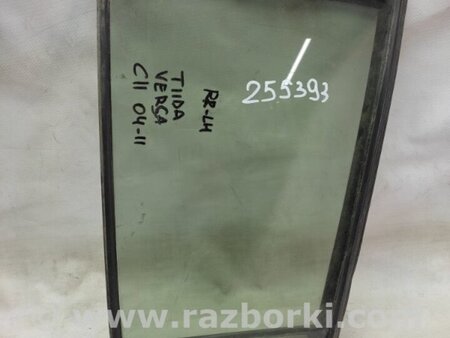 255393
RR-LH
TIIDA
VERSA
C11 04-11
www.razborki.com